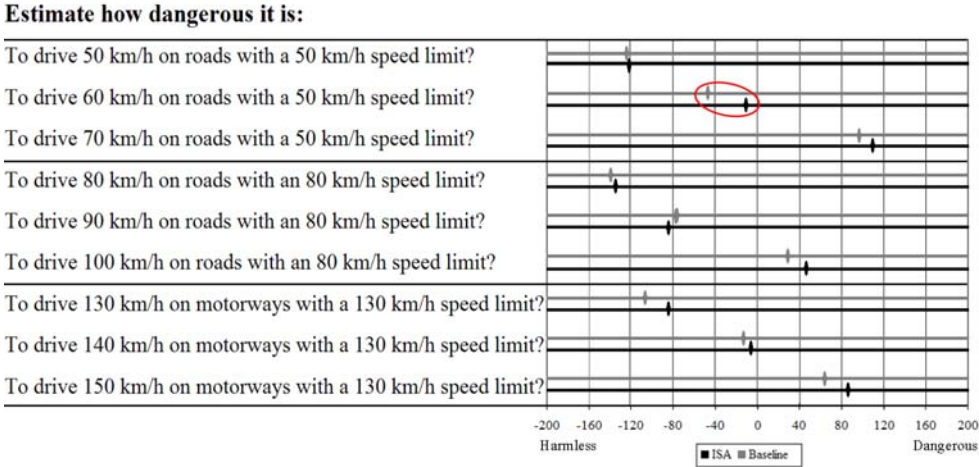 Estimate how dangerous it is:
To drive 50 km/h on roads with a 50 km/h speed limit?
To drive 60 km/h on roads with a 50 km/h speed limit?
To drive 70 km/h on roads with a 50 km/h speed limit?
To drive 80 km/h on roads with an 80 km/h speed limit?
To drive 90 km/h on roads with an 80 km/h speed limit?
To drive 100 km/h on roads with an 80 km/h speed limit?
To drive 130 km/h on motorways with a 130 km/h speed limit?
To drive 140 km/h on motorways with a 130 km/h speed limit?
To drive 150 km/h on motorways with a 130 km/h speed limit?
-200 -160 -120 -80 -40 0 40 80 120 160 200
Harmless Dangerous
ISA Baseline